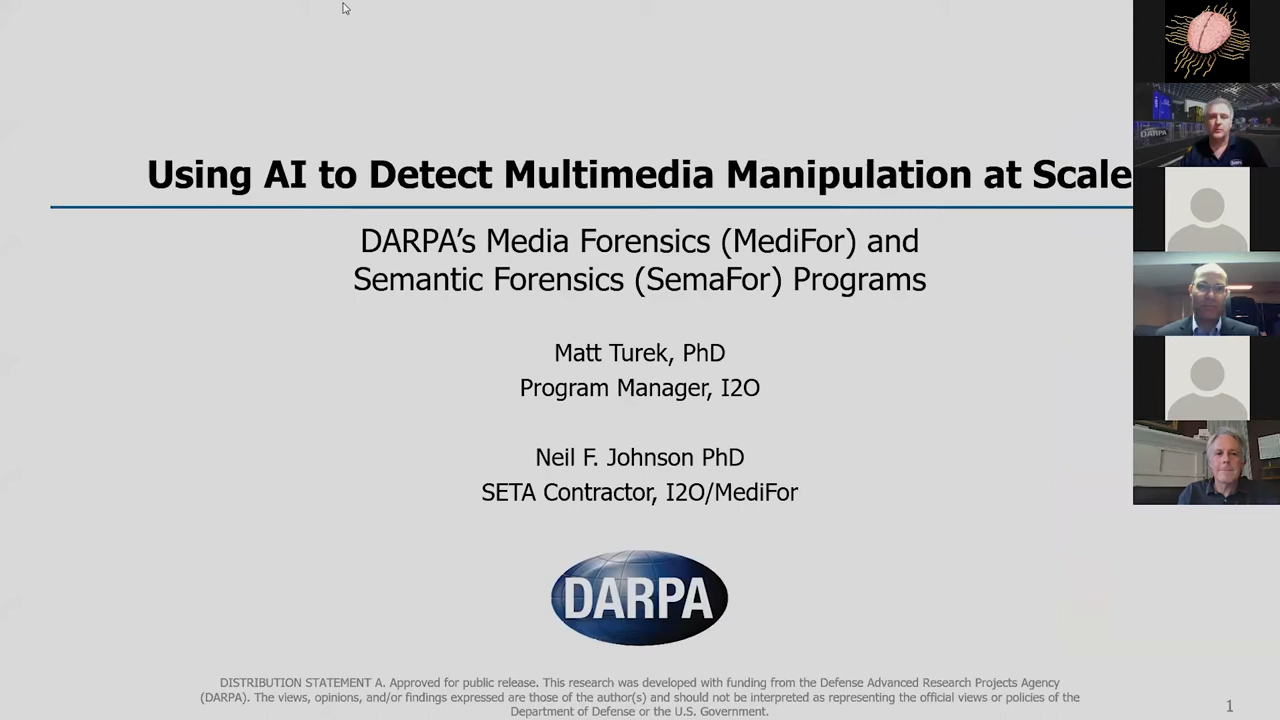 Using AI to Detect Multimedia Manipulation at Scale
DARPA's Media Forensics (MediFor) and
Semantic Forensics (SemaFor) Programs
Matt Turek, PhD
Program Manager, I2O
Neil F. Johnson PhD
SETA Contractor, I2O/MediFor
DARPA
DISTRIBUTION STATEMENT A. Approved for public release. This research was developed with funding from the Defense Advanced Research Projects Agency
(DARPA). The views, opinions, and/or findings expressed are those of the author(s) and should not be interpreted as representing the official views or policies of the
Department of Defense or the U.S. Government.
1
DARPA